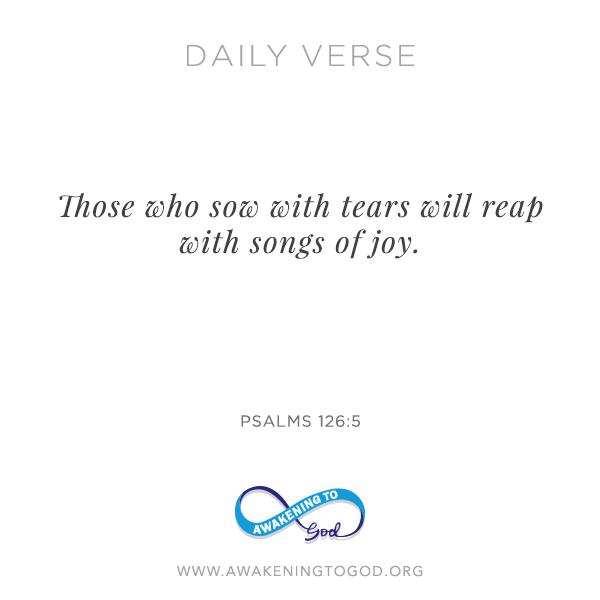 DAILY VERSE
Those who sow with tears will reap
with songs of joy.
PSALMS 126:5
AWAKENING TO
God
WWW.AWAKENINGTOGOD.ORG